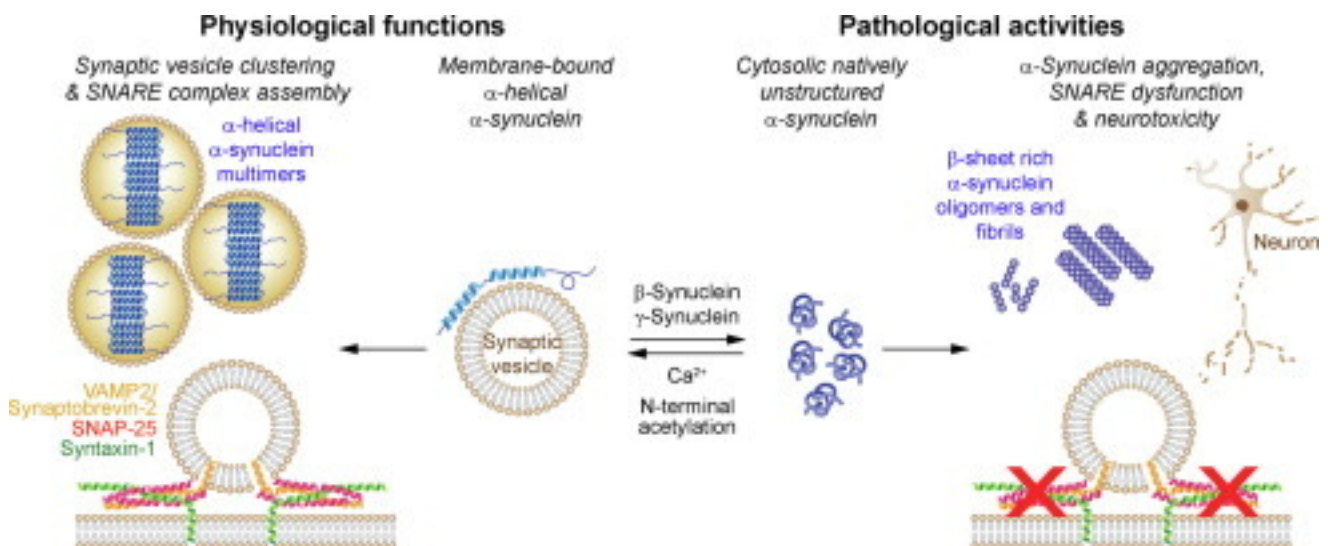 Physiological functions
Pathological activities
Synaptic vesicle clustering
& SNARE complex assembly
Membrane-bound
α-helical
α-synuclein
Cytosolic natively
unstructured
α-synuclein
α-Synuclein aggregation,
SNARE dysfunction
& neurotoxicity
α-helical
α-synuclein
multimers
β-sheet rich
α-synuclein
oligomers and
fibrils
Neuron
Synaptic
vesicle
β-Synuclein
γ-Synuclein
Ca²⁺
N-terminal
acetylation
VAMP2/
Synaptobrevin-2
SNAP-25
Syntaxin-1